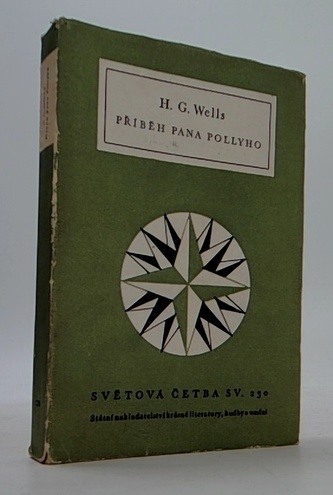 H. G. Wells
PŘÍBĚH PANA POLLYHO
SVĚTOVÁ ČETBA SV. 230
Státní nakladatelství krásné literatury, hudby a umění